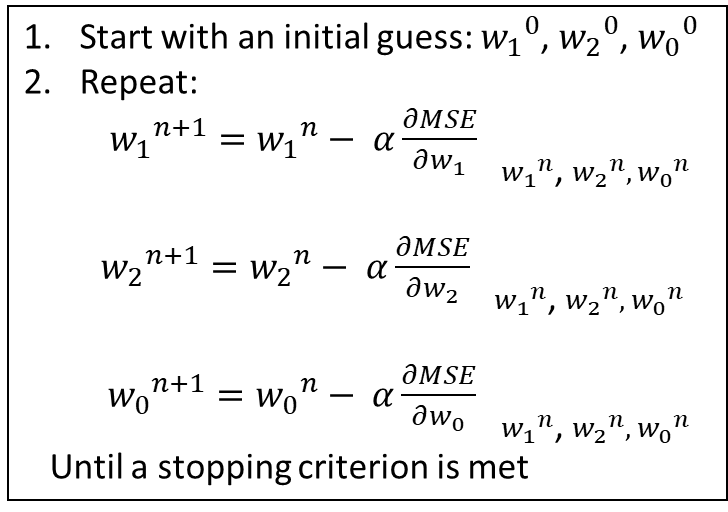 1. Start with an initial guess: w₁⁰, w₂⁰, w₀⁰
2. Repeat:
w₁ⁿ⁺¹ = w₁ⁿ − α ∂MSE/∂w₁ w₁ⁿ, w₂ⁿ, w₀ⁿ
w₂ⁿ⁺¹ = w₂ⁿ − α ∂MSE/∂w₂ w₁ⁿ, w₂ⁿ, w₀ⁿ
w₀ⁿ⁺¹ = w₀ⁿ − α ∂MSE/∂w₀ w₁ⁿ, w₂ⁿ, w₀ⁿ
Until a stopping criterion is met